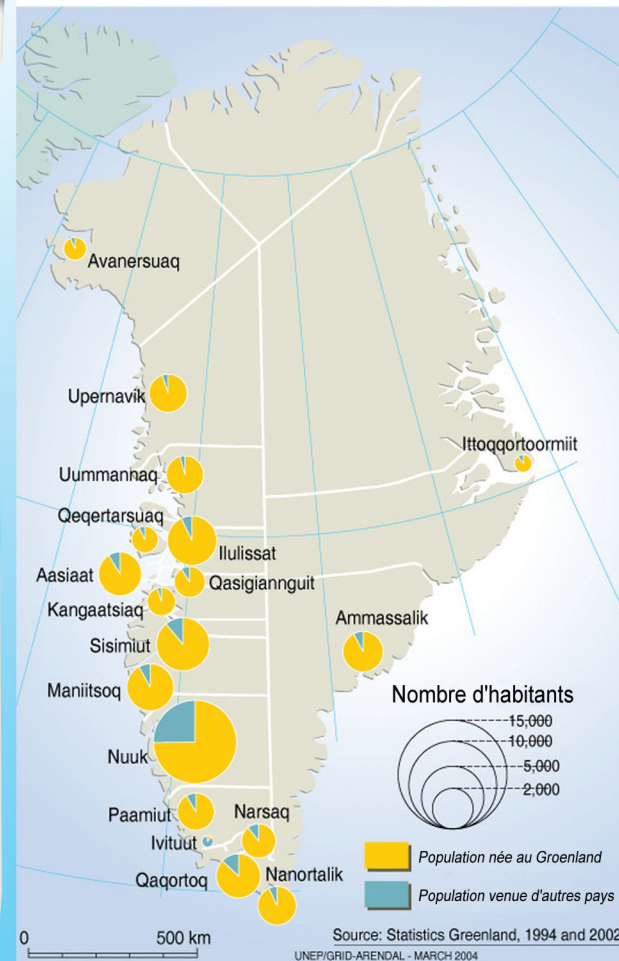 Avanersuaq
Upernavik
Ittoqqortoormiit
Uummannaq
Qeqertarsuaq
Ilulissat
Aasiaat
Qasigiannguit
Kangaatsiaq
Ammassalik
Sisimiut
Maniitsoq
Nuuk
Paamiut
Narsaq
Ivituut
Qaqortoq
Nanortalik
Nombre d'habitants
15,000
10,000
5,000
2,000
Population née au Groenland
Population venue d'autres pays
0 500 km
Source: Statistics Greenland, 1994 and 2002
UNEP/GRID-ARENDAL - MARCH 2004